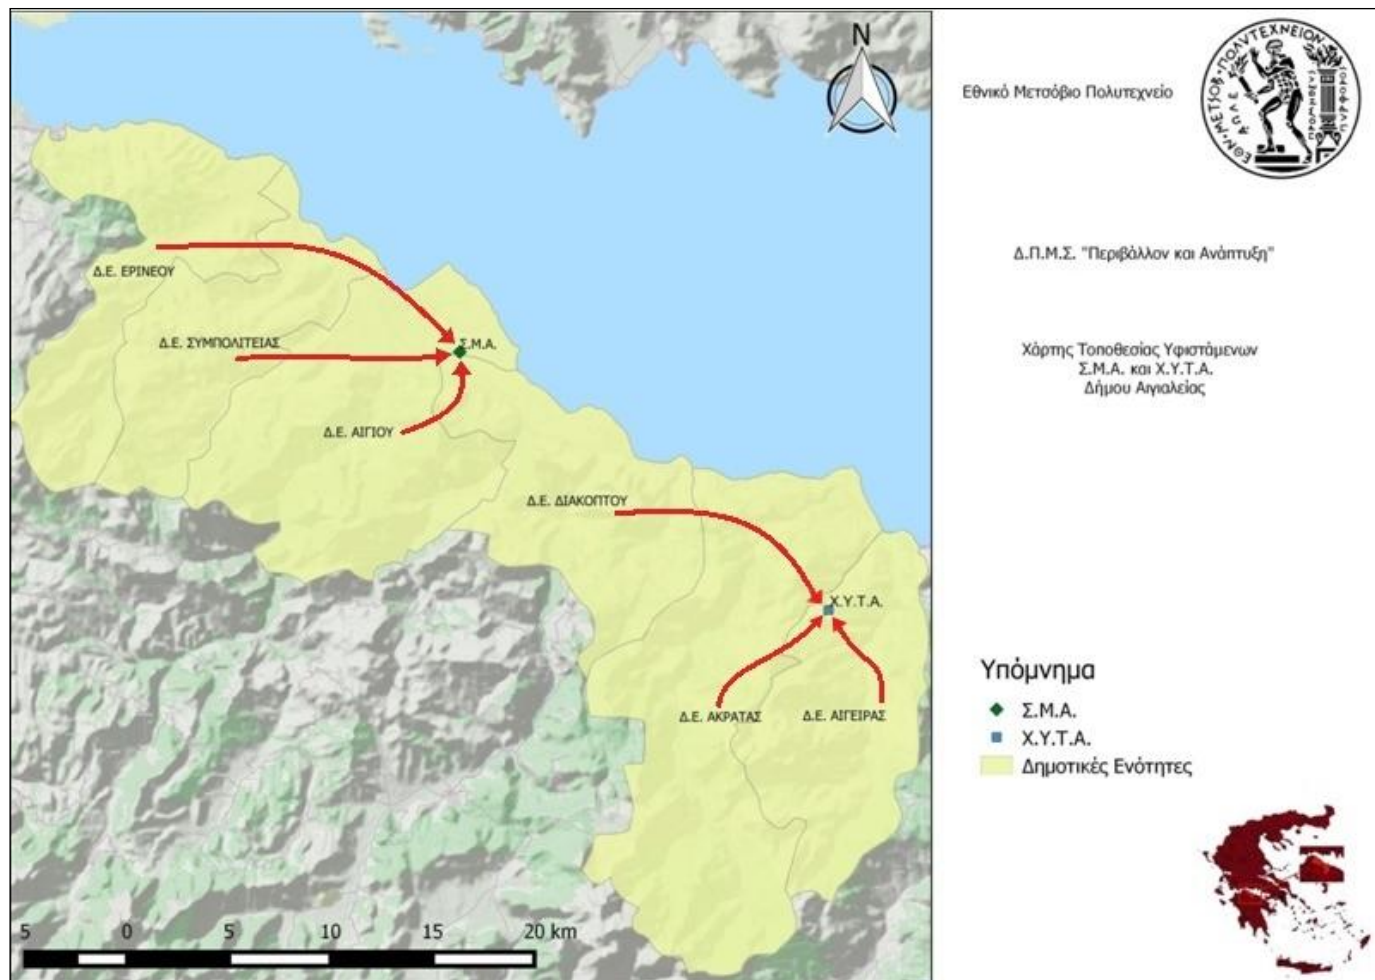 N
Εθνικό Μετσόβιο Πολυτεχνείο
Δ.Π.Μ.Σ. "Περιβάλλον και Ανάπτυξη"
Χάρτης Τοποθεσίας Υφιστάμενων
Σ.Μ.Α. και Χ.Υ.Τ.Α.
Δήμου Αιγιαλείας
Δ.Ε. ΕΡΙΝΕΟΥ
Δ.Ε. ΣΥΜΠΟΛΙΤΕΙΑΣ
Σ.Μ.Α.
Δ.Ε. ΑΙΓΙΟΥ
Δ.Ε. ΔΙΑΚΟΠΤΟΥ
Χ.Υ.Τ.Α.
Δ.Ε. ΑΚΡΑΤΑΣ
Δ.Ε. ΑΙΓΕΙΡΑΣ
Υπόμνημα
Σ.Μ.Α.
Χ.Υ.Τ.Α.
Δημοτικές Ενότητες
5 0 5 10 15 20 km